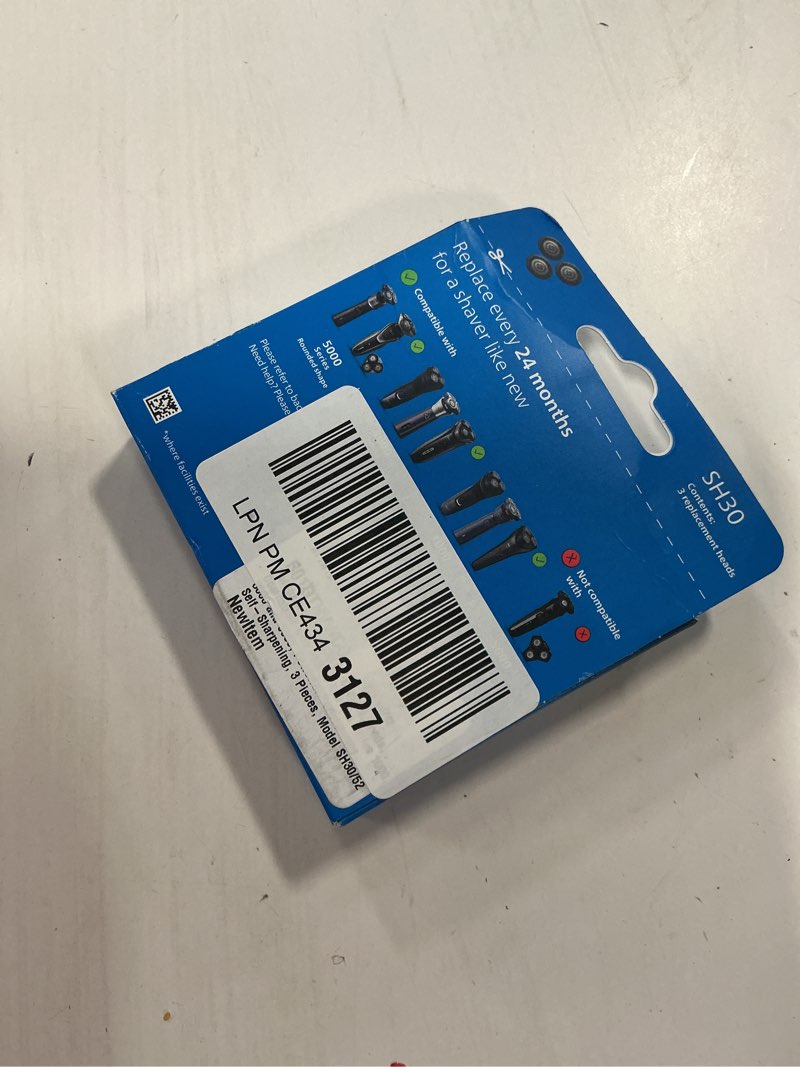 Replace every 24 months
for a shaver like new
SH30
Contents:
3 replacement heads
Compatible with
5000
Series
Rounded shape
Not compatible
with
Please refer to bac
Need help? Please
* where facilities exist
LPN PM CE434 3127
Self-Sharpening, 3 Pieces, Model SH30/52
NewItem